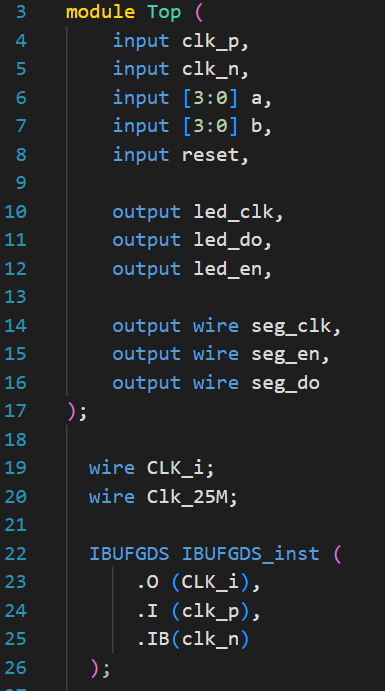 3 module Top (
4     input clk_p,
5     input clk_n,
6     input [3:0] a,
7     input [3:0] b,
8     input reset,
9
10     output led_clk,
11     output led_do,
12     output led_en,
13
14     output wire seg_clk,
15     output wire seg_en,
16     output wire seg_do
17 );
18
19   wire CLK_i;
20   wire Clk_25M;
21
22   IBUFGDS IBUFGDS_inst (
23       .O (CLK_i),
24       .I (clk_p),
25       .IB(clk_n)
26   );